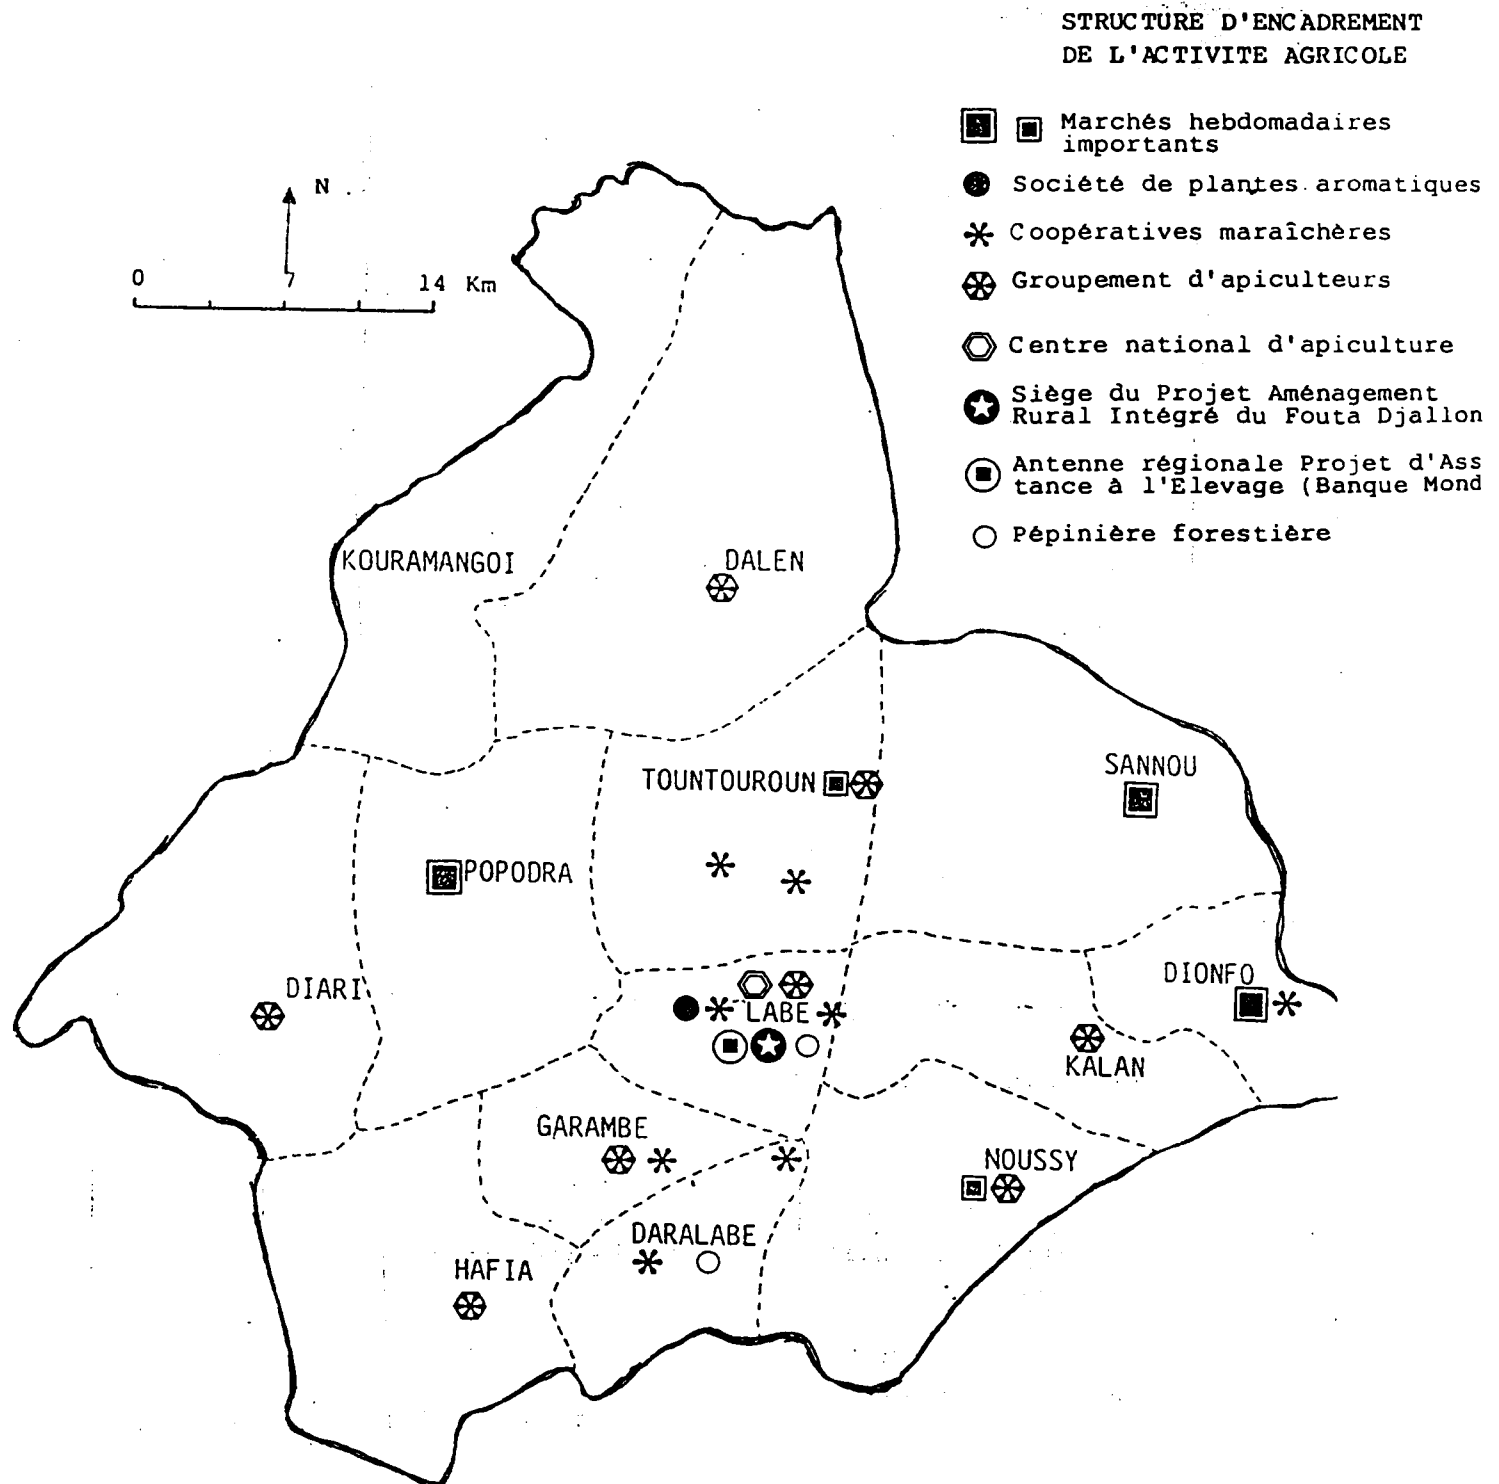 STRUCTURE D'ENCADREMENT
DE L'ACTIVITE AGRICOLE
Marchés hebdomadaires
importants
Société de plantes aromatiques
Coopératives maraîchères
Groupement d'apiculteurs
Centre national d'apiculture
Siège du Projet Aménagement
Rural Intégré du Fouta Djallon
Antenne régionale Projet d'Ass
tance à l'Elevage (Banque Mond
Pépinière forestière
N
0 7 14 Km
KOURAMANGOI
DALEN
TOUNTOUROUN
SANNOU
POPODRA
DIARI
DIONFO
LABE
KALAN
GARAMBE
NOUSSY
DARALABE
HAFIA